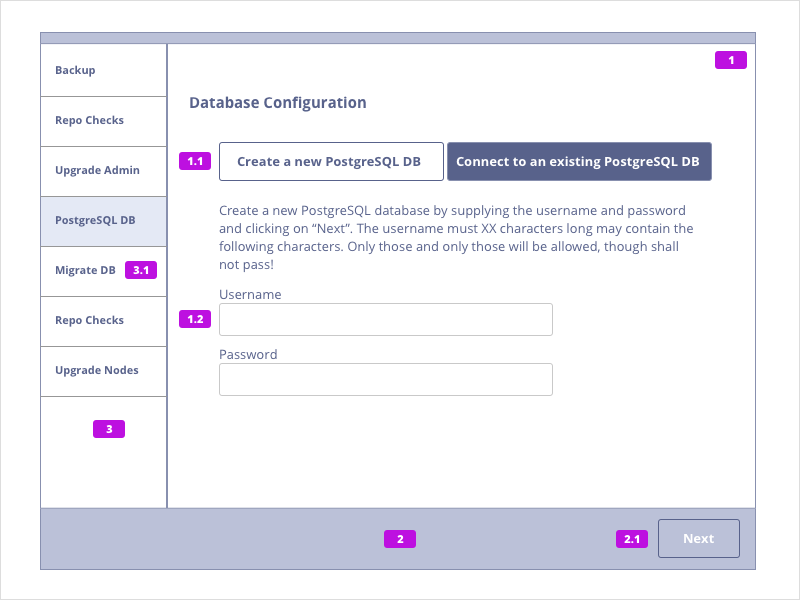 Backup
Repo Checks
Upgrade Admin
PostgreSQL DB
Migrate DB 3.1
Repo Checks
Upgrade Nodes
3
1
Database Configuration
1.1 Create a new PostgreSQL DB Connect to an existing PostgreSQL DB
Create a new PostgreSQL database by supplying the username and password
and clicking on “Next”. The username must XX characters long may contain the
following characters. Only those and only those will be allowed, though shall
not pass!
Username
1.2
Password
2
2.1 Next